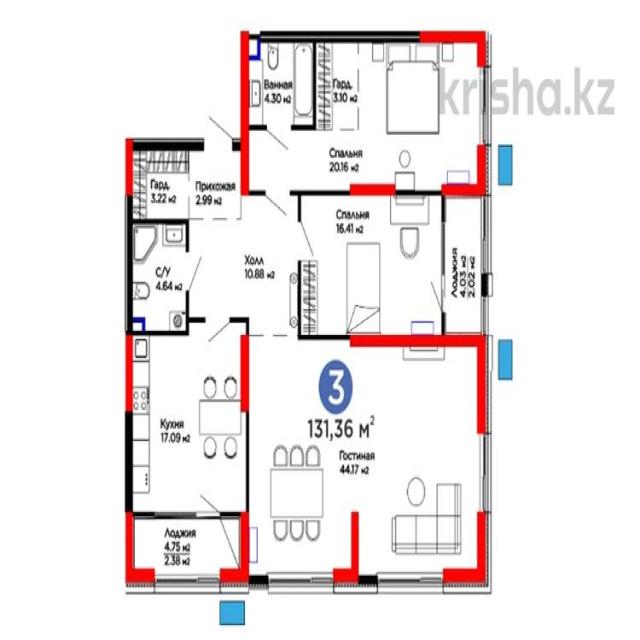 krisha.kz
Ванная
4.30 м2
Гард.
3.10 м2
Спальня
20.16 м2
Гард.
3.22 м2
Прихожая
2.99 м2
Спальня
16.41 м2
С/У
4.64 м2
Холл
10.88 м2
Лоджия
4.03 м2
2.02 м2
3
131,36 м2
Кухня
17.09 м2
Гостиная
44.17 м2
Лоджия
4.75 м2
2.38 м2